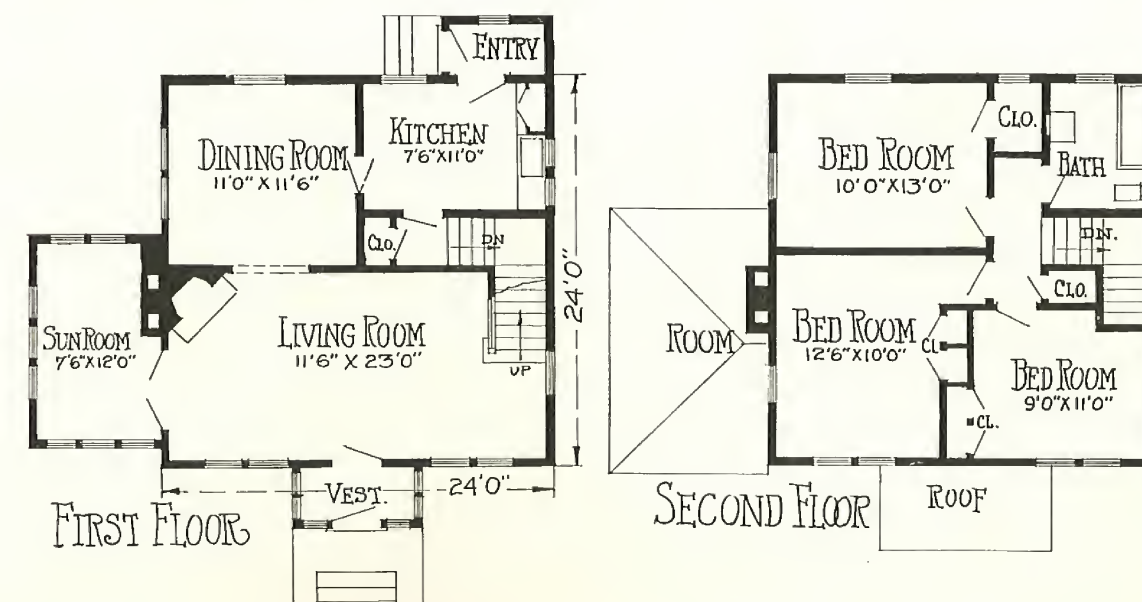 ENTRY
DINING ROOM
11'0" X 11'6"
KITCHEN
7'6"X11'0"
CLO.
DN
SUN ROOM
7'6"X12'0"
LIVING ROOM
11'6" X 23'0"
UP
24'0"
VEST.
24'0"
FIRST FLOOR
BED ROOM
10'0"X13'0"
CLO.
BATH
DN.
CLO.
ROOM
BED ROOM
12'6"X10'0"
CL.
BED ROOM
9'0"X11'0"
CL.
SECOND FLOOR
ROOF